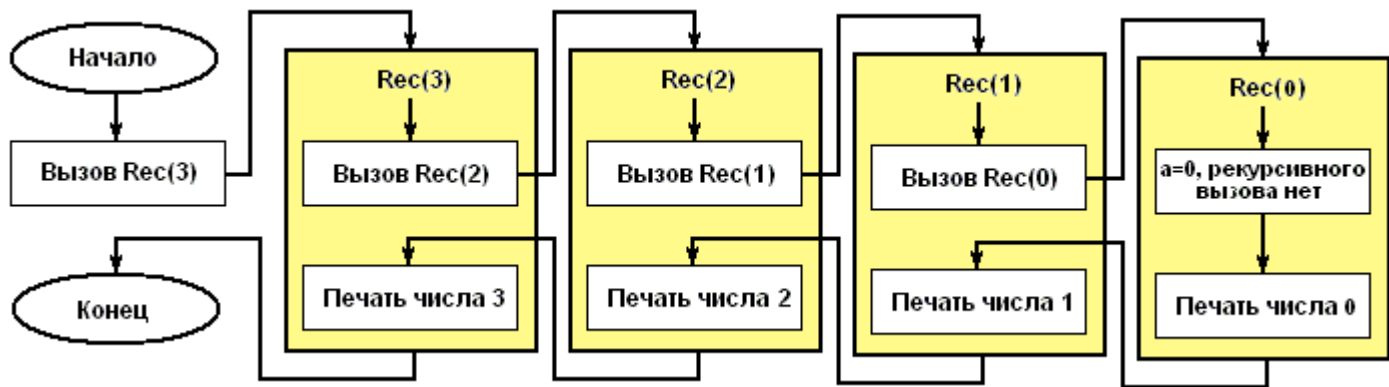 Начало
Вызов Rec(3)
Конец
Rec(3)
Вызов Rec(2)
Печать числа 3
Rec(2)
Вызов Rec(1)
Печать числа 2
Rec(1)
Вызов Rec(0)
Печать числа 1
Rec(0)
a=0, рекурсивного
вызова нет
Печать числа 0